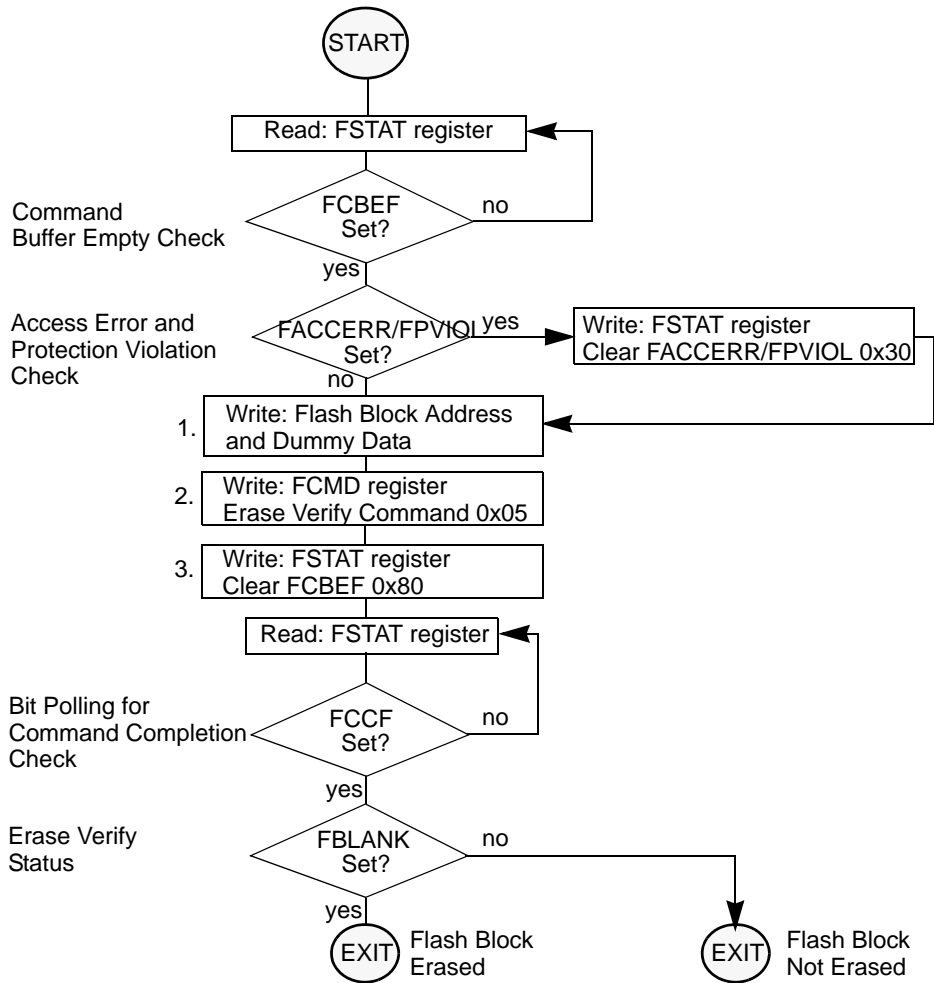 START
Read: FSTAT register
Command
Buffer Empty Check
FCBEF
Set?
no
yes
Access Error and
Protection Violation
Check
FACCERR/FPVIOL
Set?
yes
no
Write: FSTAT register
Clear FACCERR/FPVIOL 0x30
1.
Write: Flash Block Address
and Dummy Data
2.
Write: FCMD register
Erase Verify Command 0x05
3.
Write: FSTAT register
Clear FCBEF 0x80
Read: FSTAT register
Bit Polling for
Command Completion
Check
FCCF
Set?
no
yes
Erase Verify
Status
FBLANK
Set?
no
yes
EXIT
Flash Block
Erased
EXIT
Flash Block
Not Erased